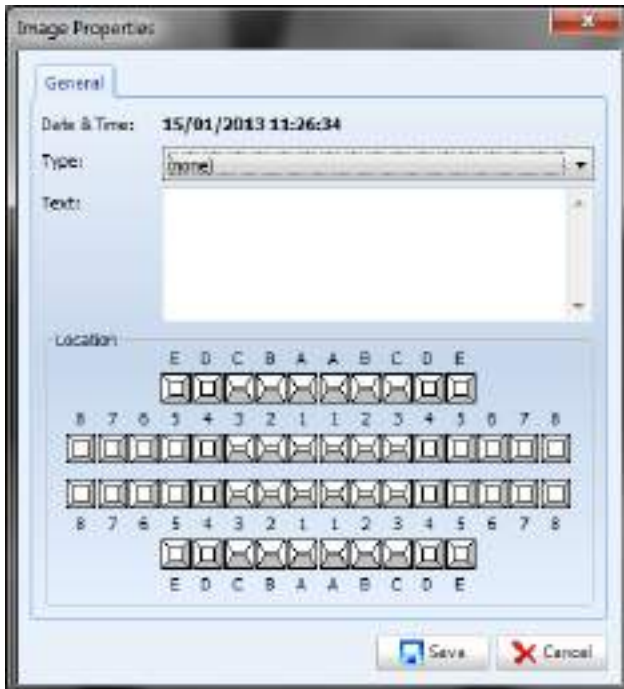 Image Properties
General
Date & Time: 15/01/2013 11:26:34
Type: (none)
Text:
Location
E D C B A A B C D E
8 7 6 5 4 3 2 1 1 2 3 4 5 6 7 8
8 7 6 5 4 3 2 1 1 2 3 4 5 6 7 8
E D C B A A B C D E
Save Cancel